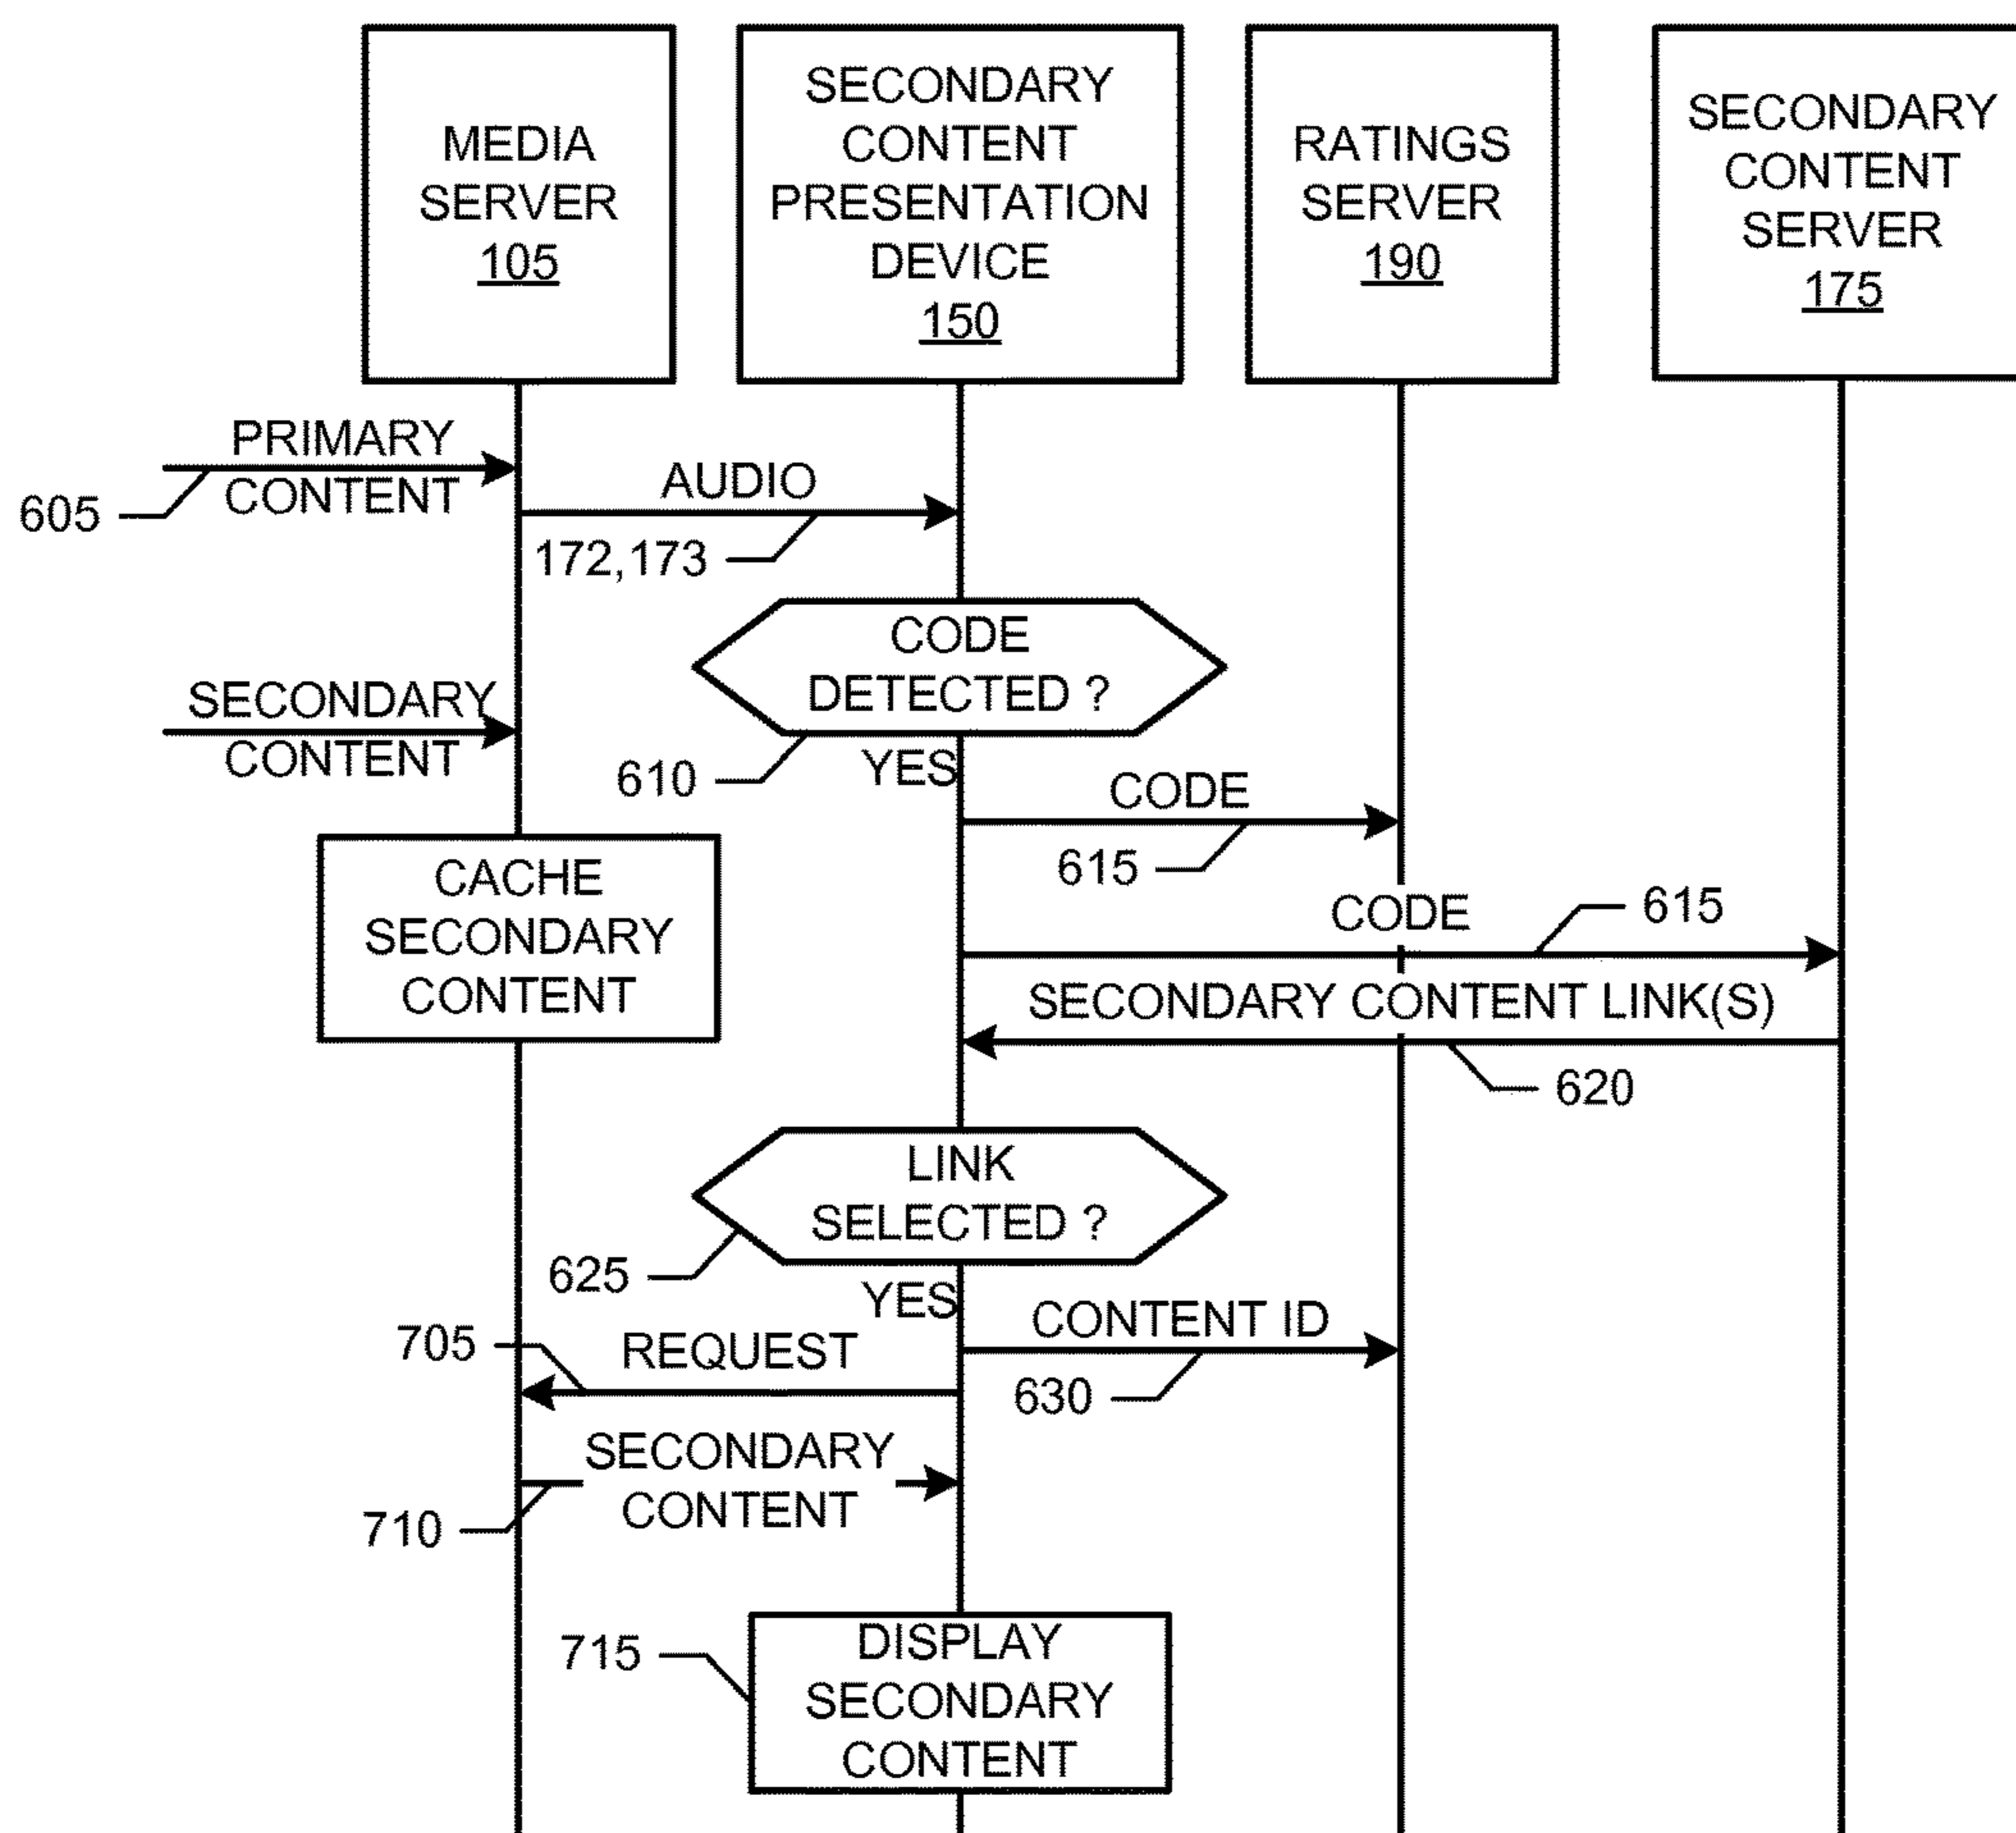 MEDIA
SERVER
105
SECONDARY
CONTENT
PRESENTATION
DEVICE
150
RATINGS
SERVER
190
SECONDARY
CONTENT
SERVER
175
PRIMARY
CONTENT
605
AUDIO
172,173
CODE
DETECTED ?
610
YES
SECONDARY
CONTENT
CODE
615
CACHE
SECONDARY
CONTENT
CODE
615
SECONDARY CONTENT LINK(S)
620
LINK
SELECTED ?
625
YES
CONTENT ID
630
705
REQUEST
SECONDARY
CONTENT
710
715
DISPLAY
SECONDARY
CONTENT